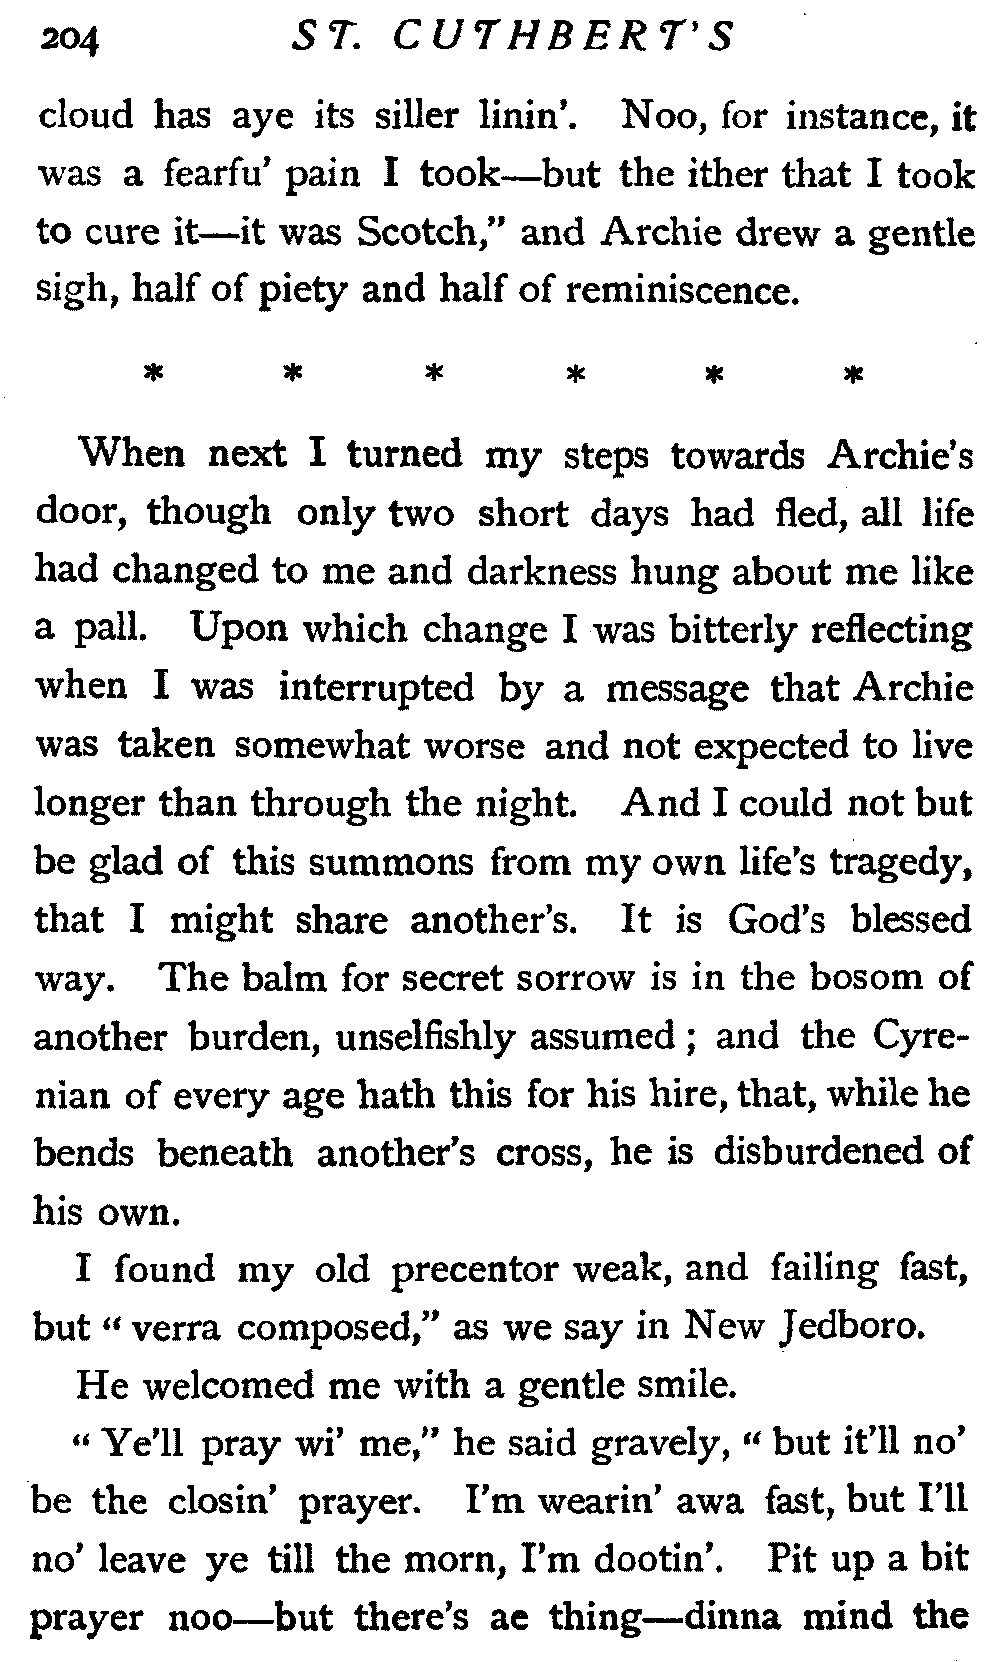 204 ST. CUTHBERT'S
cloud has aye its siller linin'. Noo, for instance, it
was a fearfu' pain I took—but the ither that I took
to cure it—it was Scotch,” and Archie drew a gentle
sigh, half of piety and half of reminiscence.
* * * * * *
When next I turned my steps towards Archie's
door, though only two short days had fled, all life
had changed to me and darkness hung about me like
a pall. Upon which change I was bitterly reflecting
when I was interrupted by a message that Archie
was taken somewhat worse and not expected to live
longer than through the night. And I could not but
be glad of this summons from my own life's tragedy,
that I might share another's. It is God's blessed
way. The balm for secret sorrow is in the bosom of
another burden, unselfishly assumed ; and the Cyre-
nian of every age hath this for his hire, that, while he
bends beneath another's cross, he is disburdened of
his own.
I found my old precentor weak, and failing fast,
but “ verra composed,” as we say in New Jedboro.
He welcomed me with a gentle smile.
“ Ye'll pray wi' me,” he said gravely, “ but it'll no'
be the closin' prayer. I'm wearin' awa fast, but I'll
no' leave ye till the morn, I'm dootin'. Pit up a bit
prayer noo—but there's ae thing—dinna mind the